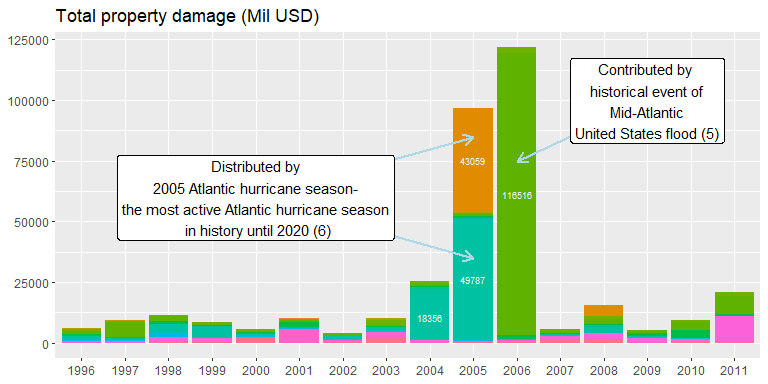 Total property damage (Mil USD)
125000
100000
75000
50000
25000
0
Contributed by
historical event of
Mid-Atlantic
United States flood (5)
Distributed by
2005 Atlantic hurricane season-
the most active Atlantic hurricane season
in history until 2020 (6)
43059
116516
49787
18356
1996 1997 1998 1999 2000 2001 2002 2003 2004 2005 2006 2007 2008 2009 2010 2011